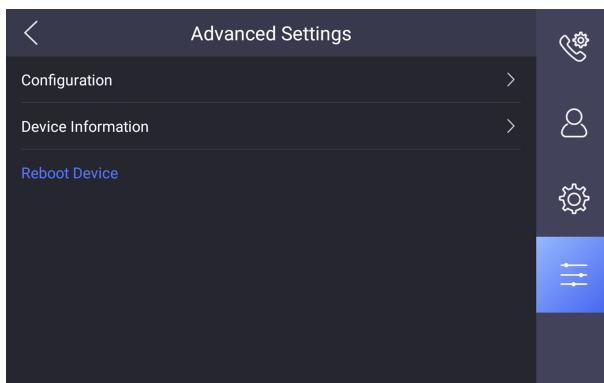 Advanced Settings
Configuration
Device Information
Reboot Device